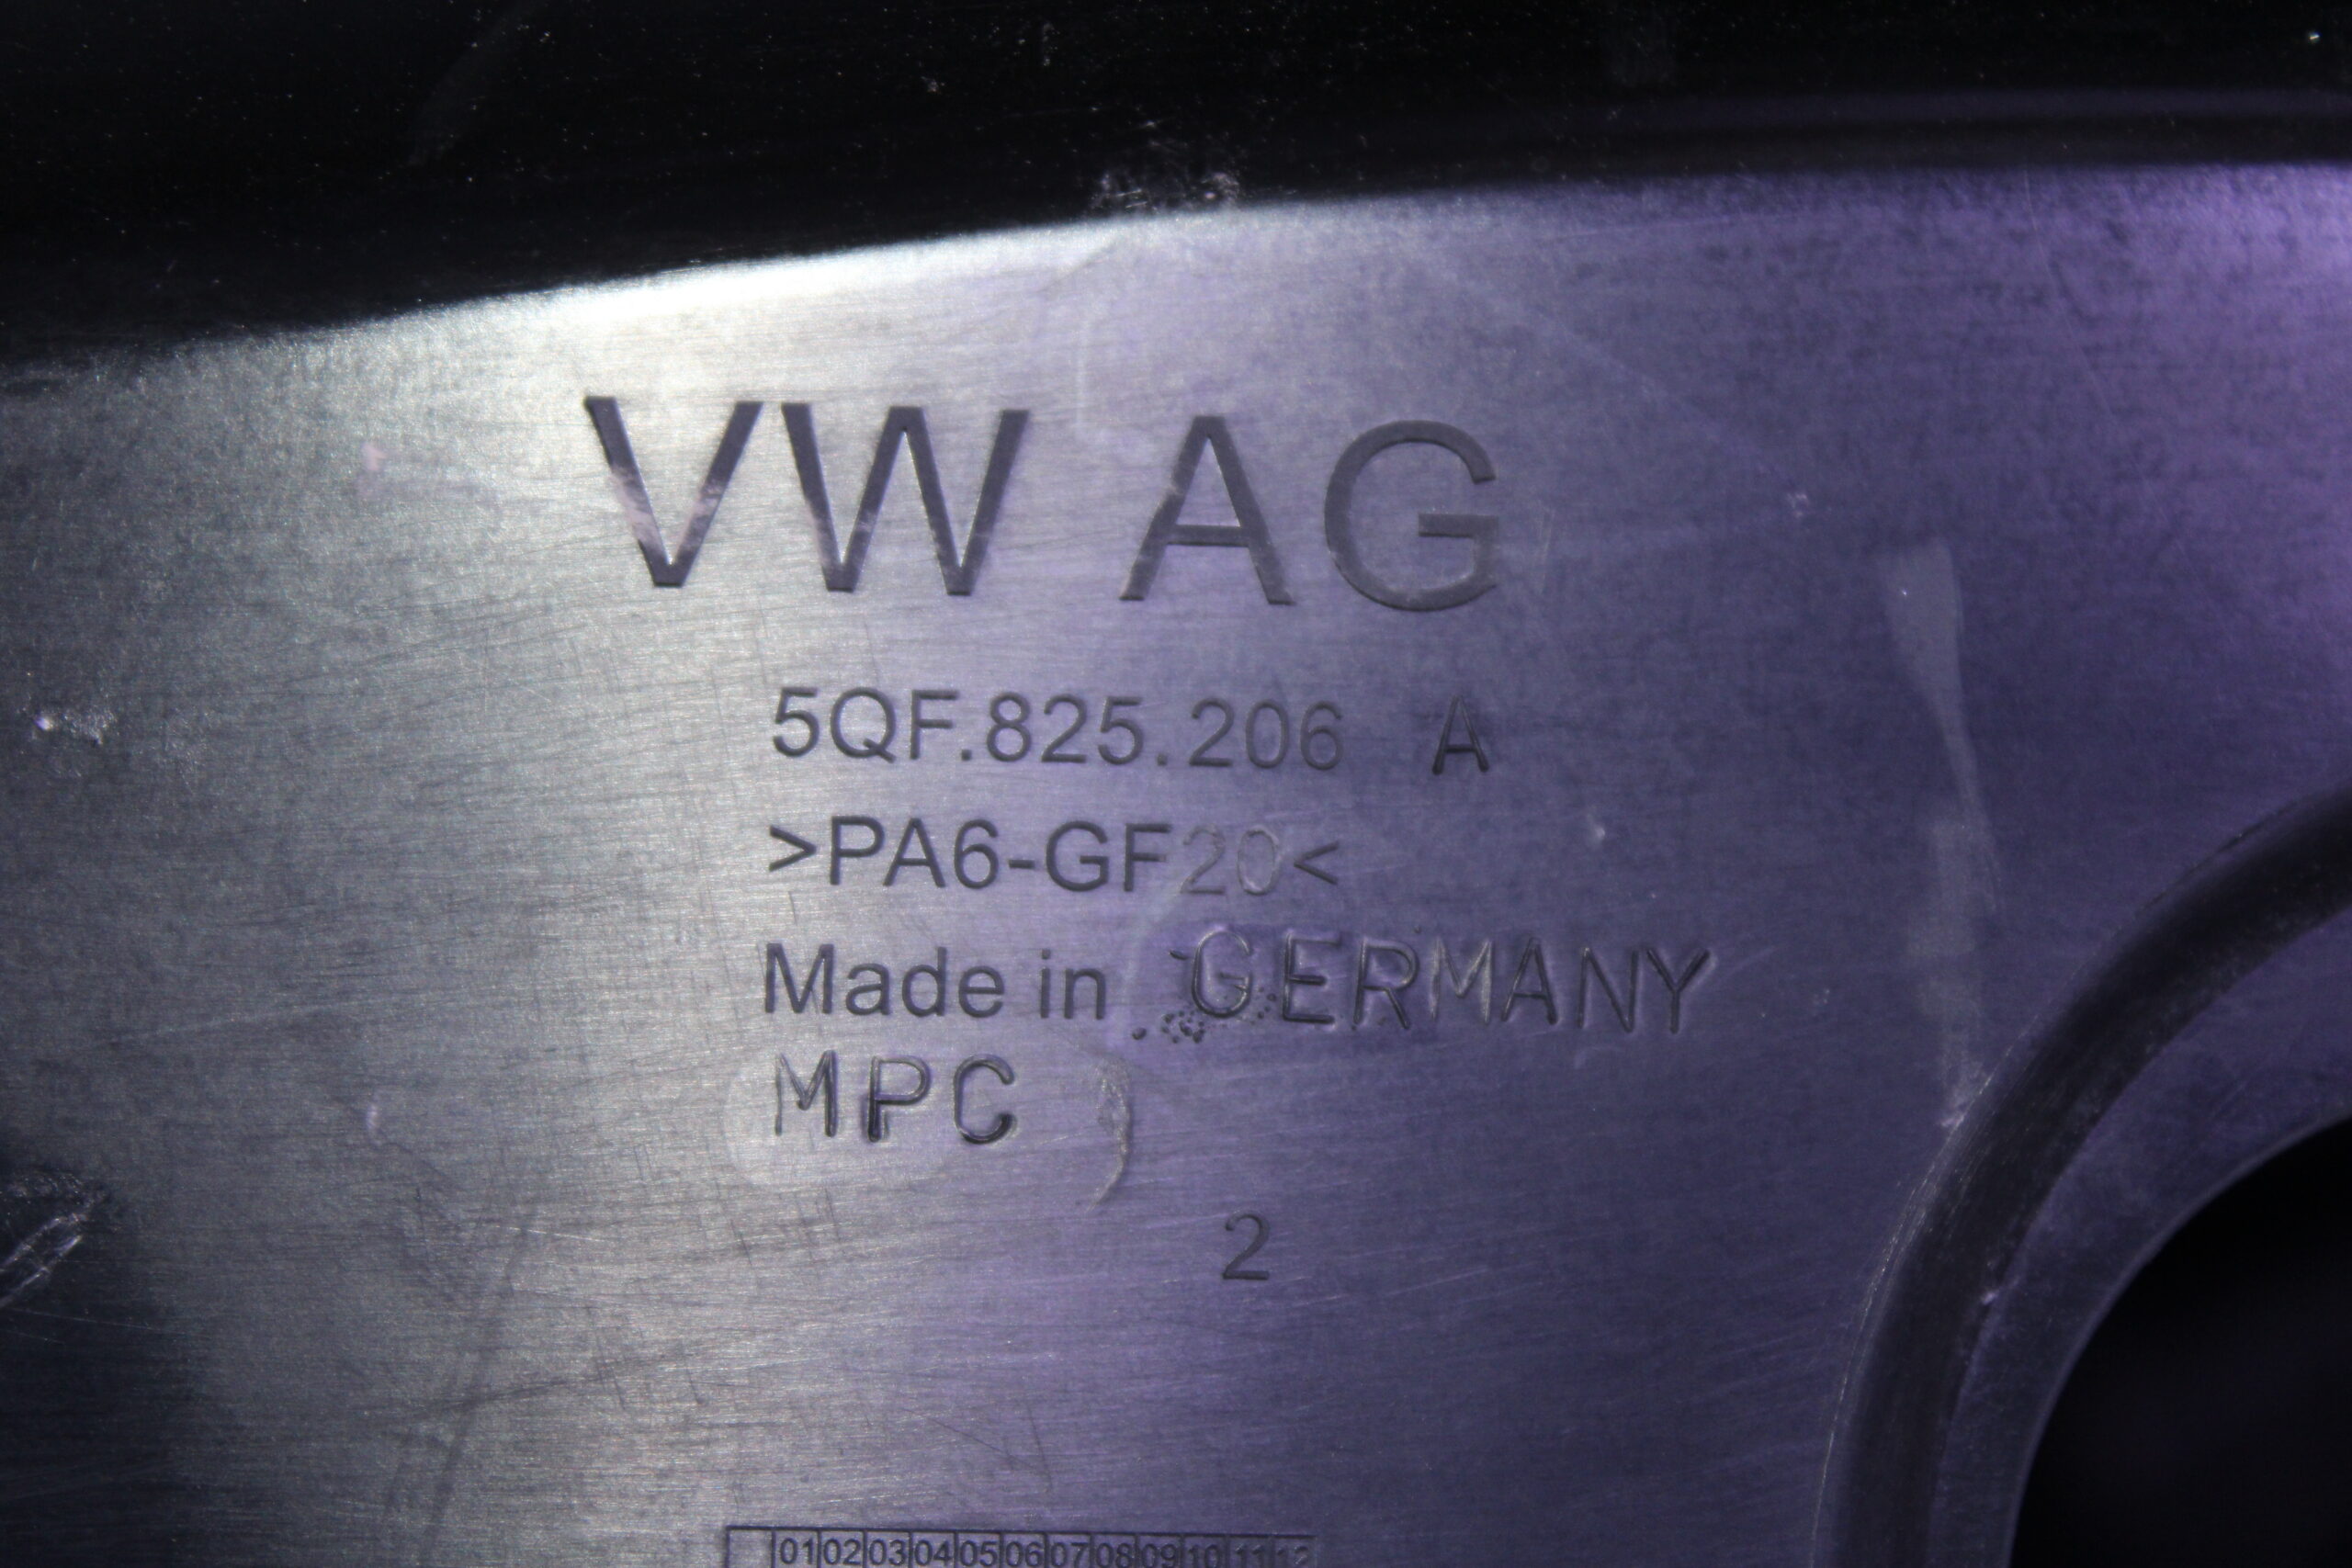 VW AG
5QF.825.206 A
>PA6-GF20<
Made in GERMANY
MPC
2
01 02 03 04 05 06 07 08 09 10 11 12